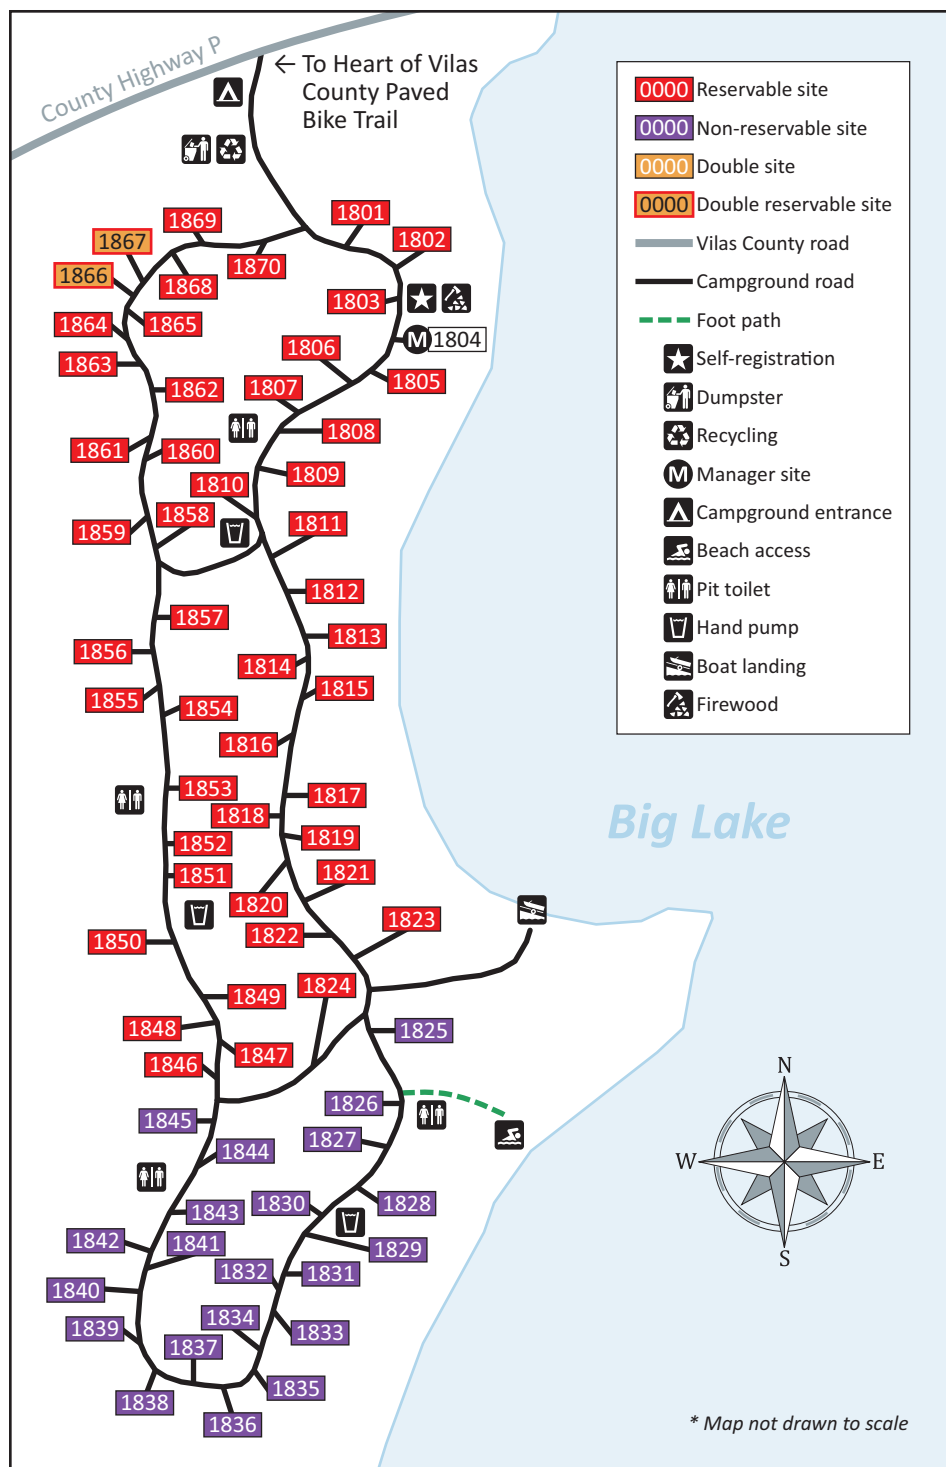 County Highway P
← To Heart of Vilas
County Paved
Bike Trail
0000 Reservable site
0000 Non-reservable site
0000 Double site
0000 Double reservable site
Vilas County road
Campground road
Foot path
Self-registration
Dumpster
Recycling
M Manager site
Campground entrance
Beach access
Pit toilet
Hand pump
Boat landing
Firewood
1801
1869
1802
1867
1870
1866
1868
1803
1864
1865
M 1804
1806
1863
1805
1862
1807
1808
1861
1860
1809
1810
1858
1811
1859
1812
1857
1813
1856
1814
1815
1855
1854
1816
1853
1817
1818
Big Lake
1819
1852
1851
1821
1820
1823
1822
1850
1824
1849
1848
1825
1847
1846
N
1826
1845
1827
1844
W
E
1830
1828
1843
1842
1841
1829
S
1832
1831
1840
1834
1839
1833
1837
1835
1838
1836
* Map not drawn to scale